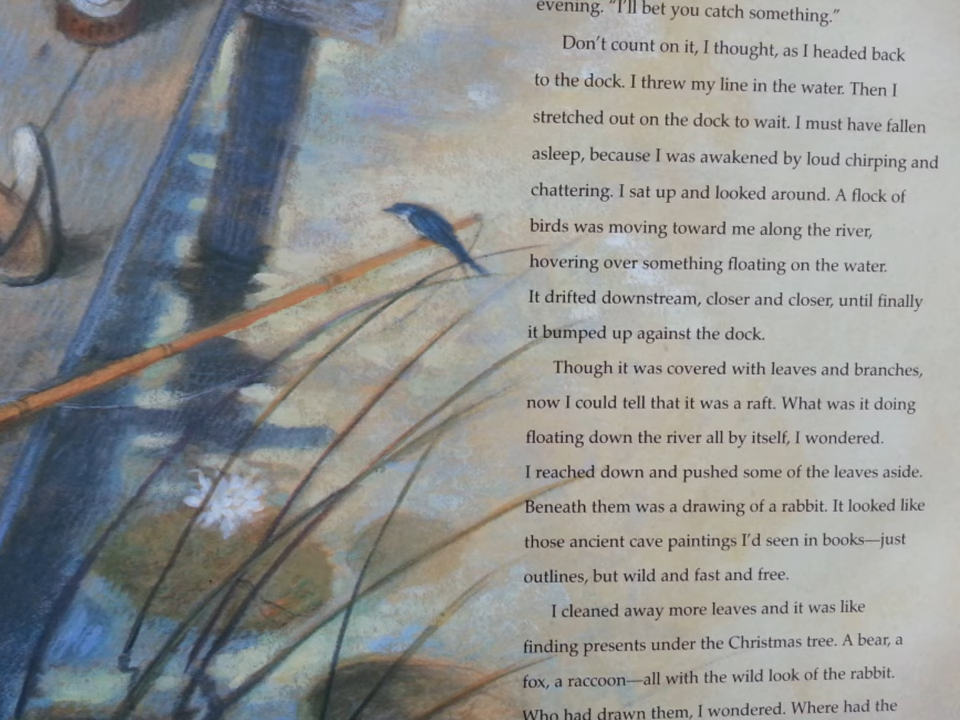 evening. “I’ll bet you catch something.”
Don’t count on it, I thought, as I headed back
to the dock. I threw my line in the water. Then I
stretched out on the dock to wait. I must have fallen
asleep, because I was awakened by loud chirping and
chattering. I sat up and looked around. A flock of
birds was moving toward me along the river,
hovering over something floating on the water.
It drifted downstream, closer and closer, until finally
it bumped up against the dock.
Though it was covered with leaves and branches,
now I could tell that it was a raft. What was it doing
floating down the river all by itself, I wondered.
I reached down and pushed some of the leaves aside.
Beneath them was a drawing of a rabbit. It looked like
those ancient cave paintings I’d seen in books—just
outlines, but wild and fast and free.
I cleaned away more leaves and it was like
finding presents under the Christmas tree. A bear, a
fox, a raccoon—all with the wild look of the rabbit.
Who had drawn them, I wondered. Where had the